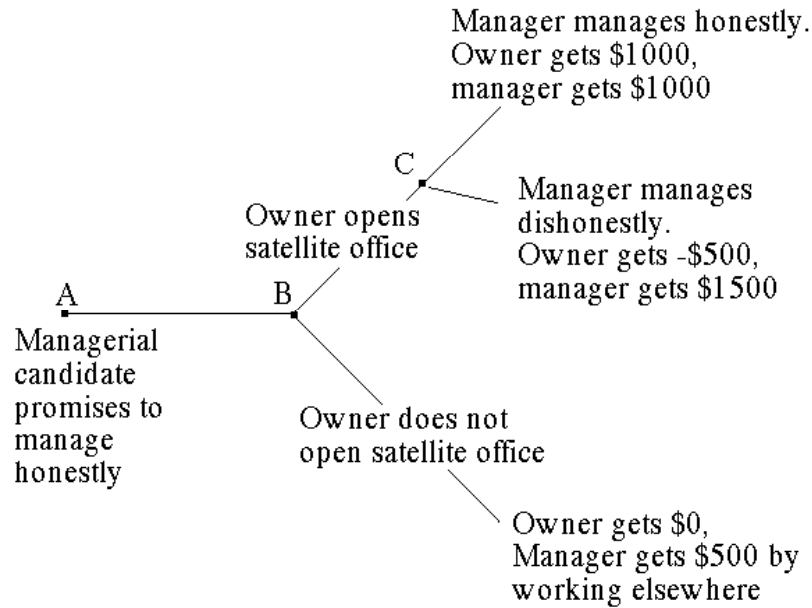 Manager manages honestly.
Owner gets $1000,
manager gets $1000
C
Manager manages
dishonestly.
Owner gets -$500,
manager gets $1500
Owner opens
satellite office
A
B
Managerial
candidate
promises to
manage
honestly
Owner does not
open satellite office
Owner gets $0,
Manager gets $500 by
working elsewhere